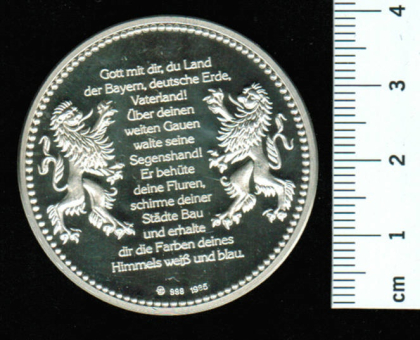 Gott mit dir, du Land
der Bayern, deutsche Erde,
Vaterland!
Über deinen
weiten Gauen
walte seine
Segenshand!
Er behüte
deine Fluren,
schirme deiner
Städte Bau
und erhalte
dir die Farben deines
Himmels weiß und blau.
999 1985
4
3
2
1
cm